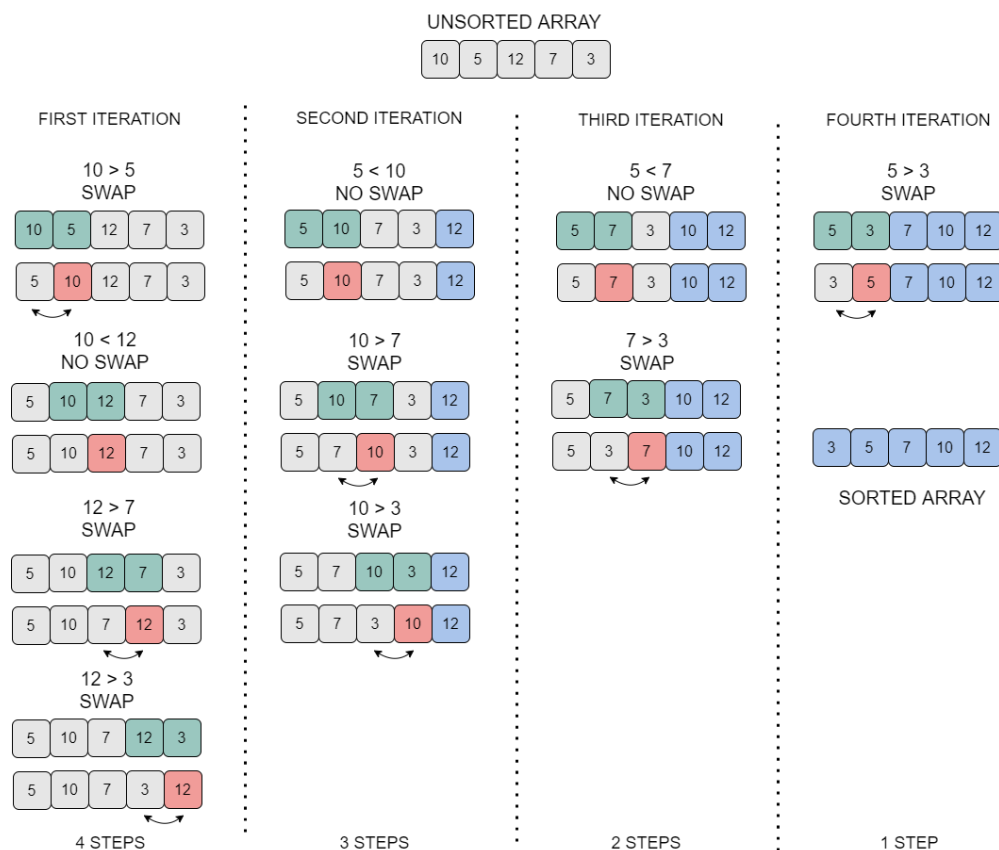 UNSORTED ARRAY
10 5 12 7 3
FIRST ITERATION
10 > 5
SWAP
10 5 12 7 3
5 10 12 7 3
10 < 12
NO SWAP
5 10 12 7 3
5 10 12 7 3
12 > 7
SWAP
5 10 12 7 3
5 10 7 12 3
12 > 3
SWAP
5 10 7 12 3
5 10 7 3 12
4 STEPS
SECOND ITERATION
5 < 10
NO SWAP
5 10 7 3 12
5 10 7 3 12
10 > 7
SWAP
5 10 7 3 12
5 7 10 3 12
10 > 3
SWAP
5 7 10 3 12
5 7 3 10 12
3 STEPS
THIRD ITERATION
5 < 7
NO SWAP
5 7 3 10 12
5 7 3 10 12
7 > 3
SWAP
5 7 3 10 12
5 3 7 10 12
2 STEPS
FOURTH ITERATION
5 > 3
SWAP
5 3 7 10 12
3 5 7 10 12
3 5 7 10 12
SORTED ARRAY
1 STEP